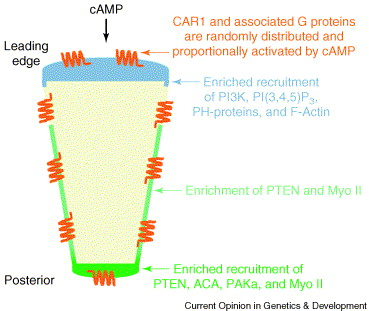 cAMP
CAR1 and associated G proteins
are randomly distributed and
proportionally activated by cAMP
Leading
edge
Enriched recruitment
of PI3K, PI(3,4,5)P₃,
PH-proteins, and F-Actin
Enrichment of PTEN and Myo II
Enriched recruitment of
PTEN, ACA, PAKa, and Myo II
Posterior
Current Opinion in Genetics & Development